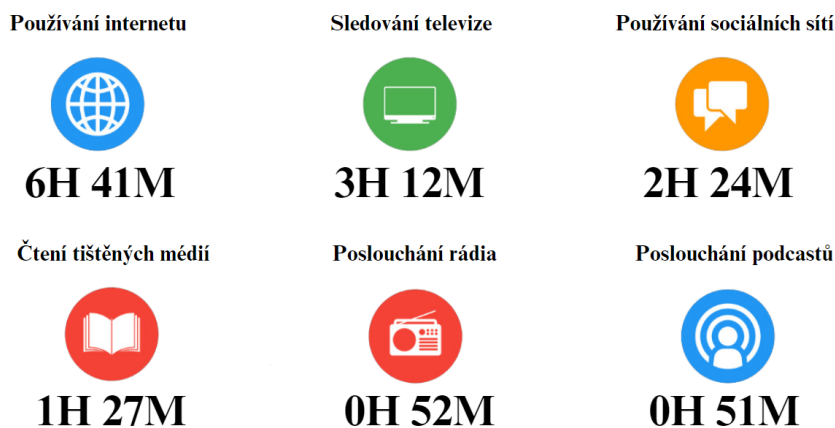 Používání internetu
Sledování televize
Používání sociálních sítí
6H 41M
3H 12M
2H 24M
Čtení tištěných médií
Poslouchání rádia
Poslouchání podcastů
1H 27M
0H 52M
0H 51M